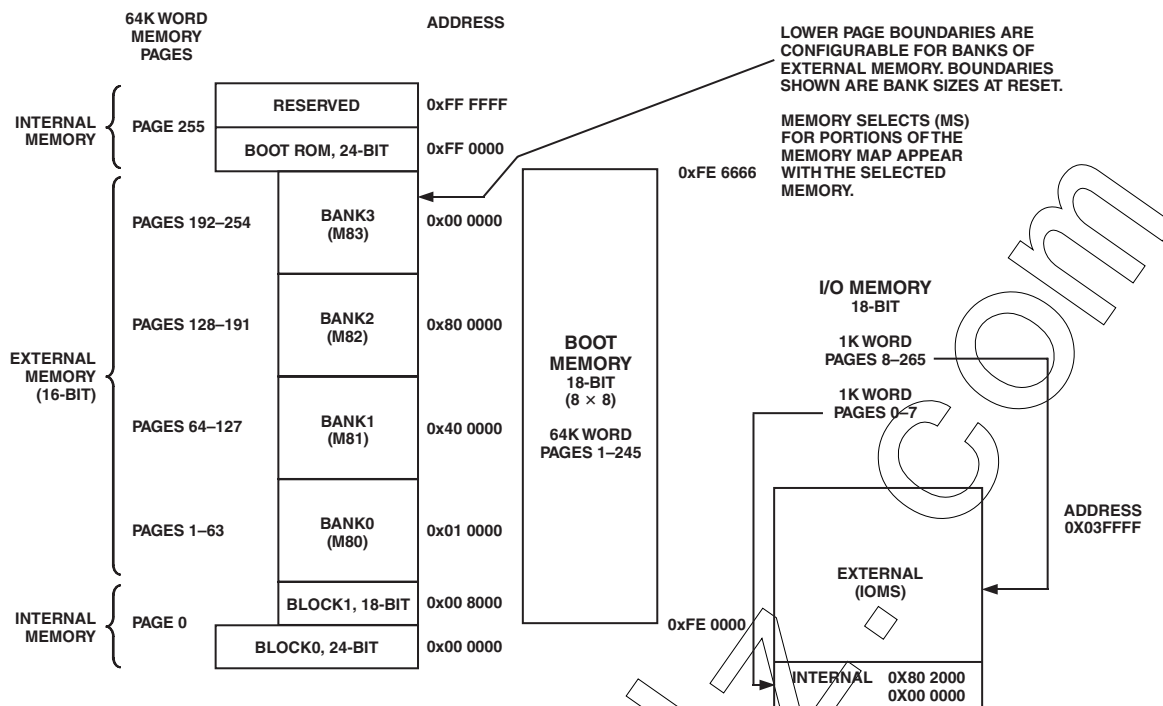 64K WORD
MEMORY
PAGES
ADDRESS
INTERNAL
MEMORY
PAGE 255
RESERVED
0xFF FFFF
BOOT ROM, 24-BIT
0xFF 0000
EXTERNAL
MEMORY
(16-BIT)
PAGES 192–254
BANK3
(M83)
0x00 0000
PAGES 128–191
BANK2
(M82)
0x80 0000
PAGES 64–127
BANK1
(M81)
0x40 0000
PAGES 1–63
BANK0
(M80)
0x01 0000
INTERNAL
MEMORY
PAGE 0
BLOCK1, 18-BIT
0x00 8000
BLOCK0, 24-BIT
0x00 0000
LOWER PAGE BOUNDARIES ARE
CONFIGURABLE FOR BANKS OF
EXTERNAL MEMORY. BOUNDARIES
SHOWN ARE BANK SIZES AT RESET.
MEMORY SELECTS (MS)
FOR PORTIONS OF THE
MEMORY MAP APPEAR
WITH THE SELECTED
MEMORY.
0xFE 6666
BOOT
MEMORY
18-BIT
(8 × 8)
64K WORD
PAGES 1–245
0xFE 0000
I/O MEMORY
18-BIT
1K WORD
PAGES 8–265
1K WORD
PAGES 0–7
ADDRESS
0X03FFFF
EXTERNAL
(IOMS)
INTERNAL
0X80 2000
0X00 0000
.com